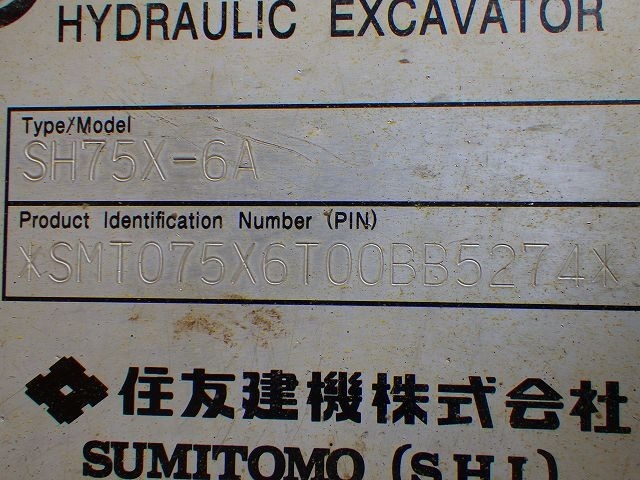 HYDRAULIC EXCAVATOR
Type/Model
SH75X-6A
Product Identification Number (PIN)
*SMT075X6T00BB5274*
住友建機株式会社
SUMITOMO (S.H.I.)